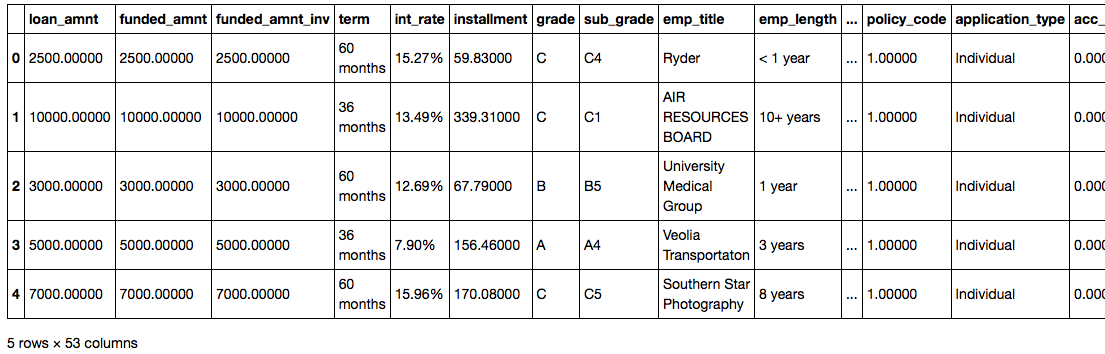 loan_amnt funded_amnt funded_amnt_inv term int_rate installment grade sub_grade emp_title emp_length ... policy_code application_type acc_
0 2500.00000 2500.00000 2500.00000 60 months 15.27% 59.83000 C C4 Ryder < 1 year ... 1.00000 Individual 0.000
1 10000.00000 10000.00000 10000.00000 36 months 13.49% 339.31000 C C1 AIR RESOURCES BOARD 10+ years ... 1.00000 Individual 0.000
2 3000.00000 3000.00000 3000.00000 60 months 12.69% 67.79000 B B5 University Medical Group 1 year ... 1.00000 Individual 0.000
3 5000.00000 5000.00000 5000.00000 36 months 7.90% 156.46000 A A4 Veolia Transportaton 3 years ... 1.00000 Individual 0.000
4 7000.00000 7000.00000 7000.00000 60 months 15.96% 170.08000 C C5 Southern Star Photography 8 years ... 1.00000 Individual 0.000
5 rows × 53 columns